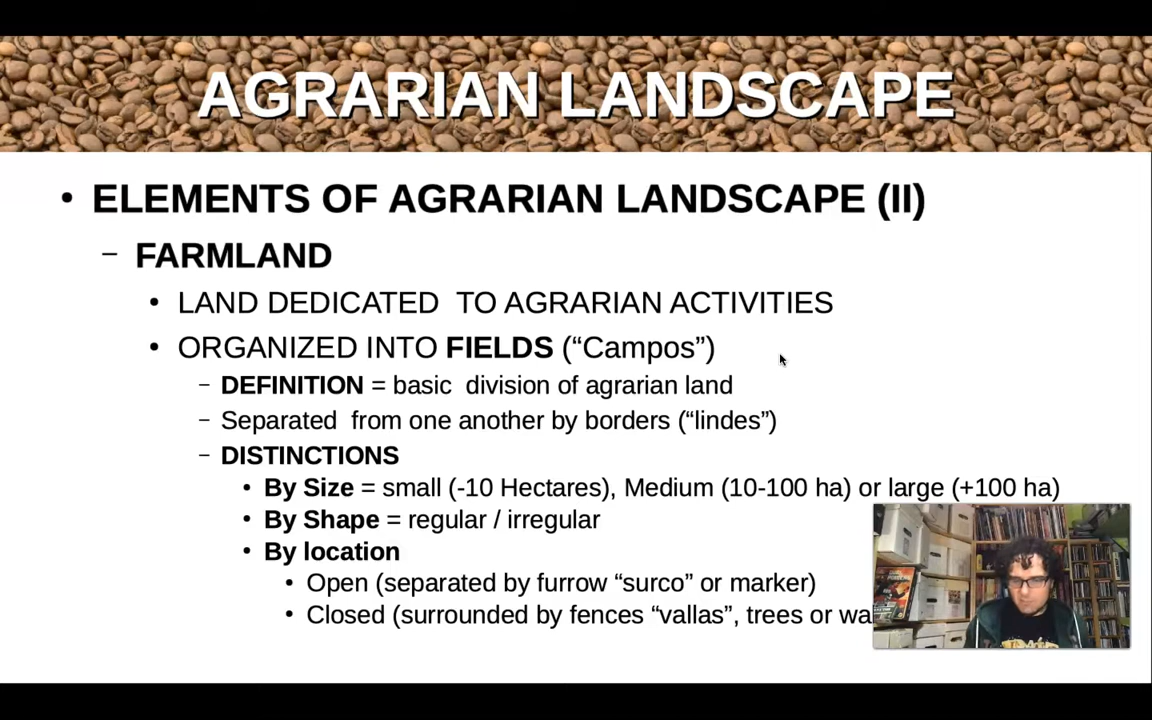 AGRARIAN LANDSCAPE
• ELEMENTS OF AGRARIAN LANDSCAPE (II)
– FARMLAND
• LAND DEDICATED TO AGRARIAN ACTIVITIES
• ORGANIZED INTO FIELDS (“Campos”)
– DEFINITION = basic division of agrarian land
– Separated from one another by borders (“lindes”)
– DISTINCTIONS
• By Size = small (-10 Hectares), Medium (10-100 ha) or large (+100 ha)
• By Shape = regular / irregular
• By location
• Open (separated by furrow “surco” or marker)
• Closed (surrounded by fences “vallas”, trees or